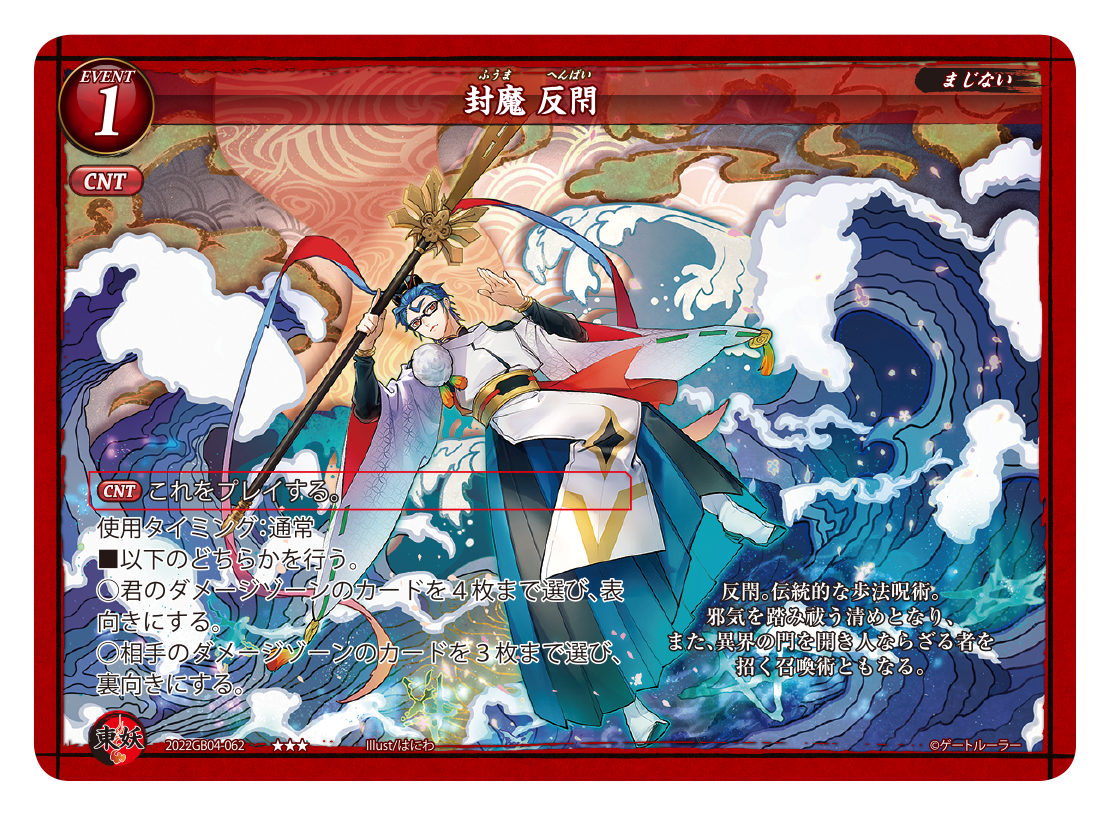 EVENT
1
ふうま へんばい
封魔 反閇
まじない
CNT
CNT これをプレイする。
使用タイミング:通常
■以下のどちらかを行う。
○君のダメージゾーンのカードを4枚まで選び、表
向きにする。
○相手のダメージゾーンのカードを3枚まで選び、
裏向きにする。
反閇。伝統的な歩法呪術。
邪気を踏み祓う清めとなり、
また、異界の門を開き人ならざる者を
招く召喚術ともなる。
東妖
2022GB04-062 ★★★ Illust/はにわ
©ゲートルーラー